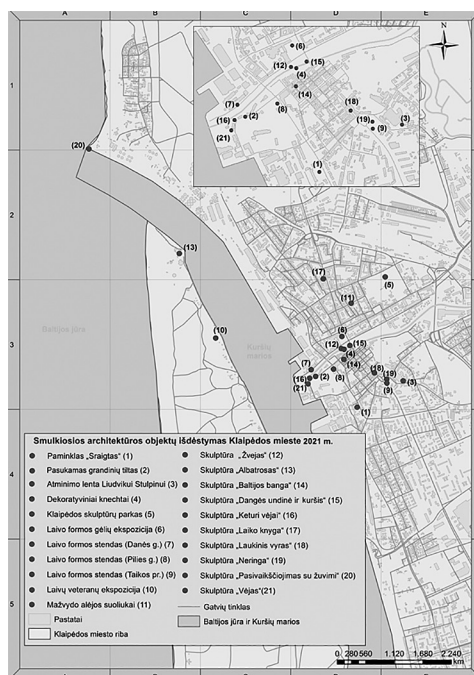 A B C D E
1
2
3
4
5
(6)
(12) (15)
(4)
(14)
(7) (8) (18)
(16) (2) (19) (3)
(21) (9)
(1)
(20)
(13)
(17) (5)
(11)
(10)
(6)
(12) (15)
(4)
(7) (14) (18)
(16) (2) (8) (19) (3)
(21) (9)
(1)
Baltijos jūra
Kuršių
marios
Smulkiosios architektūros objektų išdėstymas Klaipėdos mieste 2021 m.
Paminklas „Sraigtas“ (1)
Pasukamas grandinių tiltas (2)
Atminimo lenta Liudvikui Stulpinui (3)
Dekoratyviniai knechtai (4)
Klaipėdos skulptūrų parkas (5)
Laivo formos gėlių ekspozicija (6)
Laivo formos stendas (Danės g.) (7)
Laivo formos stendas (Pilies g.) (8)
Laivo formos stendas (Taikos pr.) (9)
Laivų veteranų ekspozicija (10)
Mažvydo alėjos suoliukai (11)
Pastatai
Klaipėdos miesto riba
Skulptūra „Žvejas“ (12)
Skulptūra „Albatrosas“ (13)
Skulptūra „Baltijos banga“ (14)
Skulptūra „Dangės undinė ir kuršis“ (15)
Skulptūra „Keturi vėjai“ (16)
Skulptūra „Laiko knyga“ (17)
Skulptūra „Laukinis vyras“ (18)
Skulptūra „Neringa“ (19)
Skulptūra „Pasivaikščiojimas su žuvimi“ (20)
Skulptūra „Vėjas“(21)
Gatvių tinklas
Baltijos jūra ir Kuršių marios
0 280 560 1.120 1.680 2.240
km